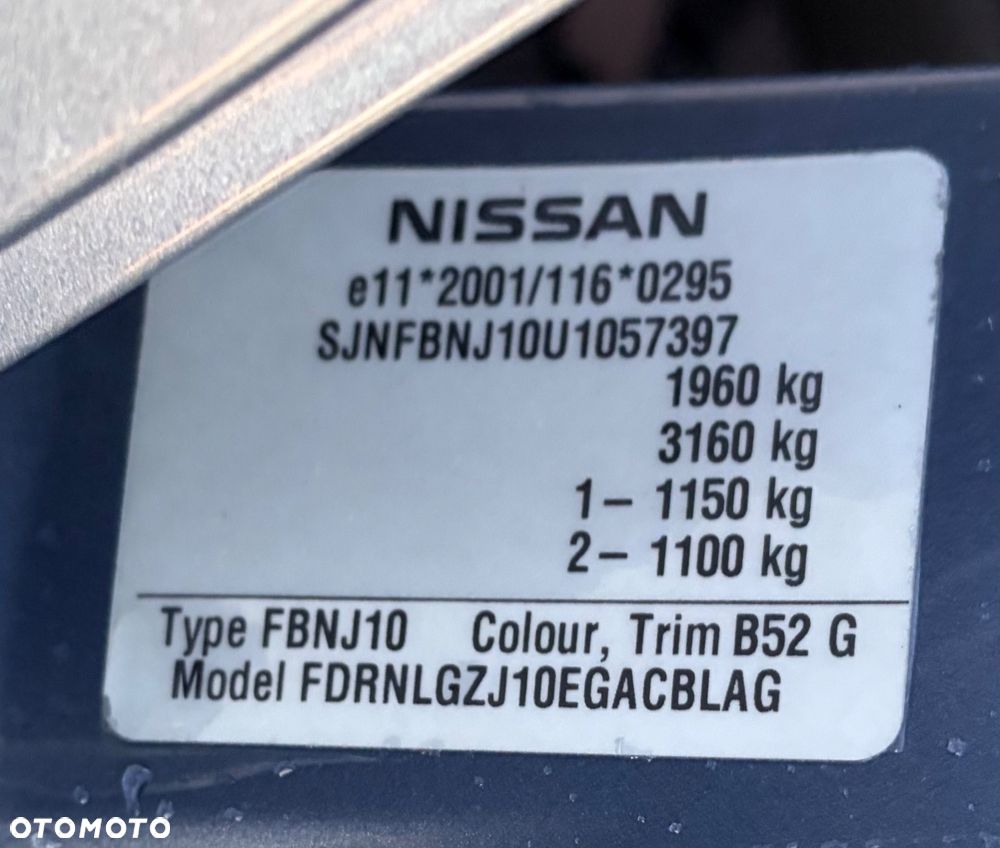 NISSAN
e11*2001/116*0295
SJNFBNJ10U1057397
1960 kg
3160 kg
1- 1150 kg
2- 1100 kg
Type FBNJ10 Colour, Trim B52 G
Model FDRNLGZJ10EGACBLAG
OTOMOTO